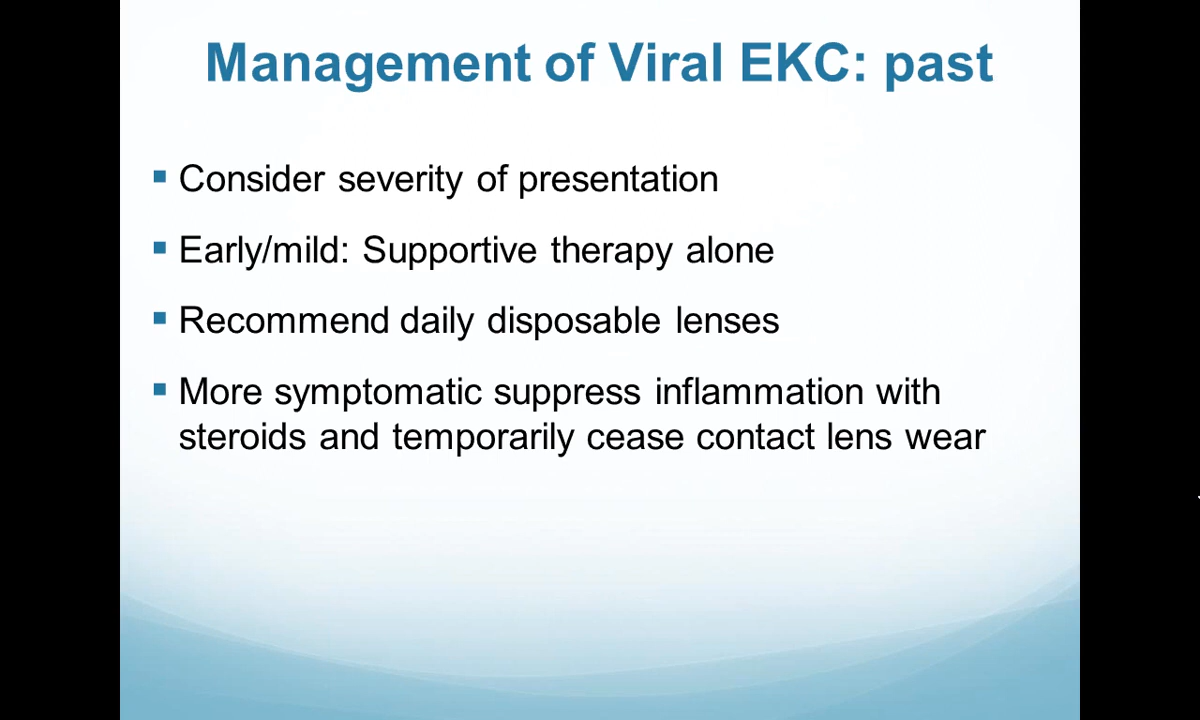 Management of Viral EKC: past
▪ Consider severity of presentation
▪ Early/mild: Supportive therapy alone
▪ Recommend daily disposable lenses
▪ More symptomatic suppress inflammation with
steroids and temporarily cease contact lens wear